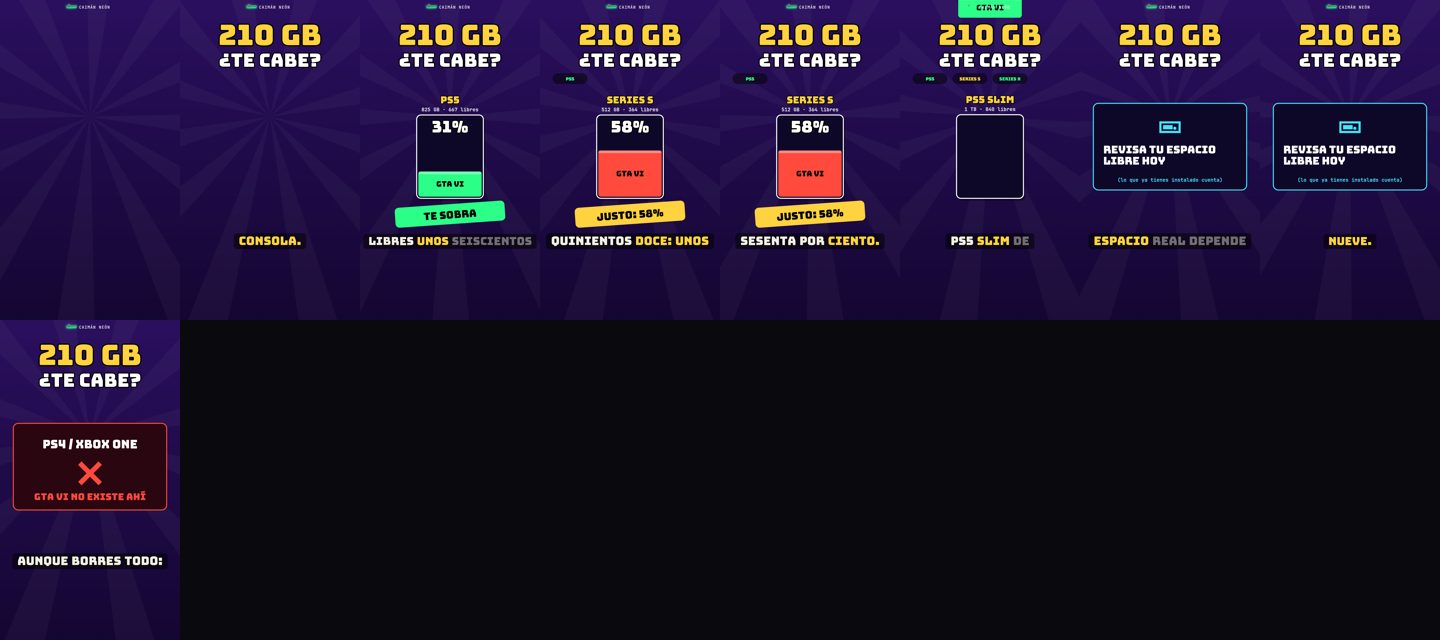 CAIMÁN NEÓN
CAIMÁN NEÓN
210 GB
¿TE CABE?
CONSOLA.
CAIMÁN NEÓN
210 GB
¿TE CABE?
PS5
825 GB · 667 libres
31%
GTA VI
TE SOBRA
LIBRES UNOS SEISCIENTOS
CAIMÁN NEÓN
210 GB
¿TE CABE?
PS5
SERIES S
512 GB · 364 libres
58%
GTA VI
JUSTO: 58%
QUINIENTOS DOCE: UNOS
CAIMÁN NEÓN
210 GB
¿TE CABE?
PS5
SERIES S
512 GB · 364 libres
58%
GTA VI
JUSTO: 58%
SESENTA POR CIENTO.
GTA VI
210 GB
¿TE CABE?
PS5
SERIES S
SERIES X
PS5 SLIM
1 TB · 848 libres
PS5 SLIM DE
CAIMÁN NEÓN
210 GB
¿TE CABE?
REVISA TU ESPACIO
LIBRE HOY
(lo que ya tienes instalado cuenta)
ESPACIO REAL DEPENDE
CAIMÁN NEÓN
210 GB
¿TE CABE?
REVISA TU ESPACIO
LIBRE HOY
(lo que ya tienes instalado cuenta)
NUEVE.
CAIMÁN NEÓN
210 GB
¿TE CABE?
PS4 / XBOX ONE
GTA VI NO EXISTE AHÍ
AUNQUE BORRES TODO: